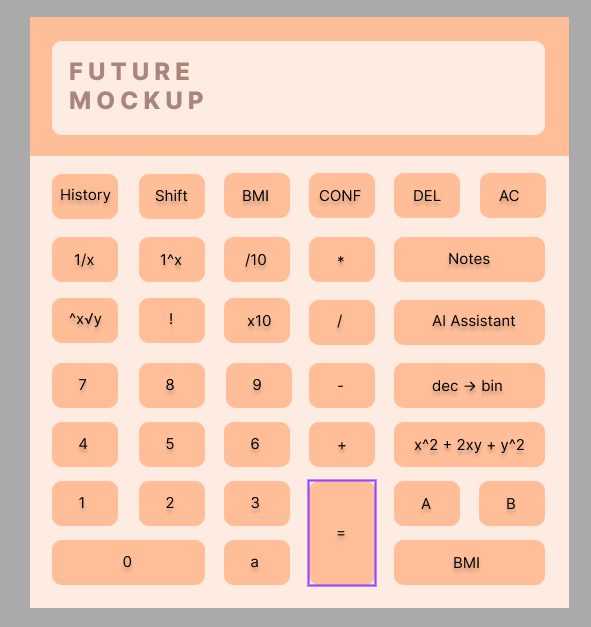 FUTURE
MOCKUP
History Shift BMI CONF DEL AC
1/x 1^x /10 * Notes
^x√y ! x10 / AI Assistant
7 8 9 - dec → bin
4 5 6 + x^2 + 2xy + y^2
1 2 3 = A B
0 a BMI